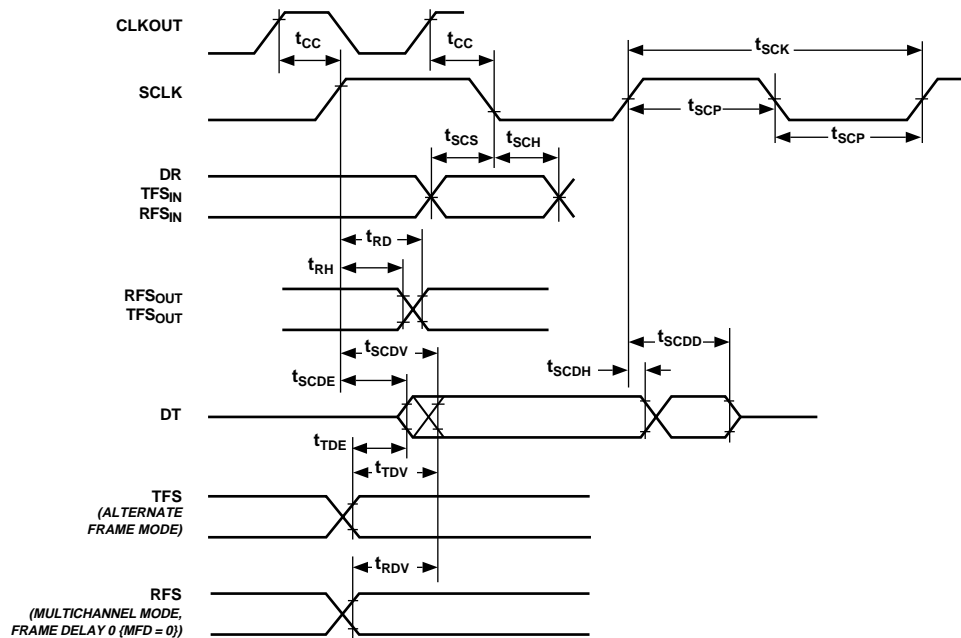 CLKOUT
tCC
tCC
tSCK
SCLK
tSCP
tSCP
tSCS
tSCH
DR
TFSIN
RFSIN
tRD
tRH
RFSOUT
TFSOUT
tSCDV
tSCDD
tSCDE
tSCDH
DT
tTDE
tTDV
TFS
(ALTERNATE
FRAME MODE)
tRDV
RFS
(MULTICHANNEL MODE,
FRAME DELAY 0 {MFD = 0})